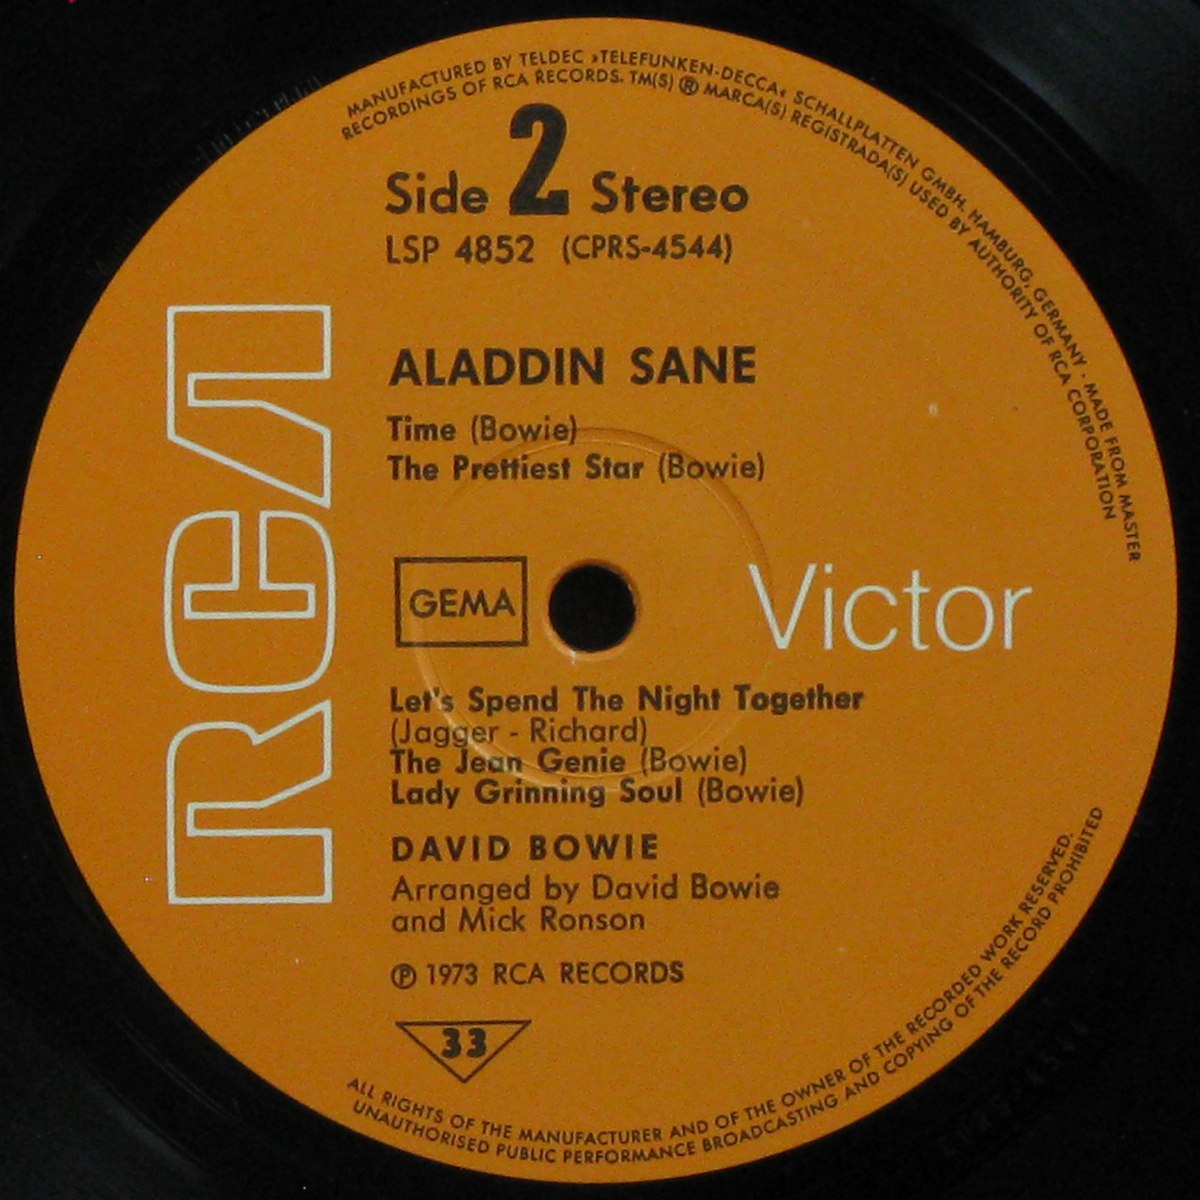 MANUFACTURED BY TELDEC »TELEFUNKEN-DECCA« SCHALLPLATTEN GMBH, HAMBURG, GERMANY · MADE FROM MASTER
RECORDINGS OF RCA RECORDS. TM(S) ® MARCA(S) REGISTRADA(S) USED BY AUTHORITY OF RCA CORPORATION
Side 2 Stereo
LSP 4852 (CPRS-4544)
RCA
ALADDIN SANE
Time (Bowie)
The Prettiest Star (Bowie)
GEMA
Victor
Let's Spend The Night Together
(Jagger - Richard)
The Jean Genie (Bowie)
Lady Grinning Soul (Bowie)
DAVID BOWIE
Arranged by David Bowie
and Mick Ronson
℗ 1973 RCA RECORDS
33
ALL RIGHTS OF THE MANUFACTURER AND OF THE OWNER OF THE RECORDED WORK RESERVED.
UNAUTHORISED PUBLIC PERFORMANCE BROADCASTING AND COPYING OF THE RECORD PROHIBITED